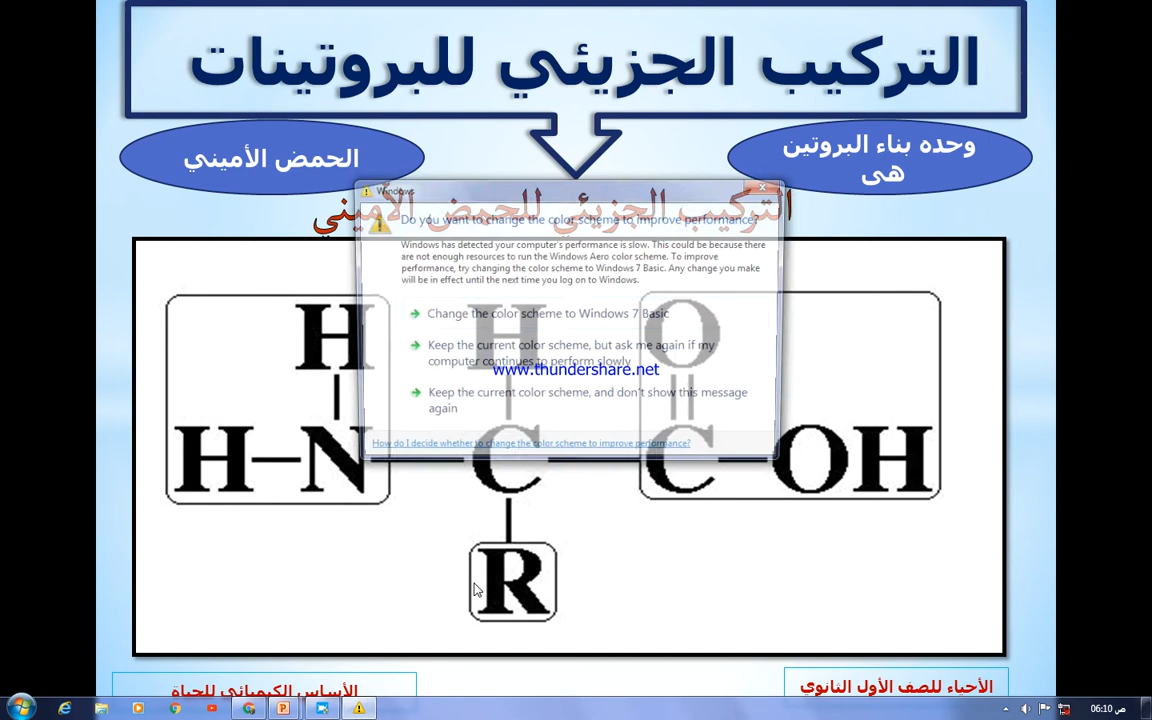 التركيب الجزيئي للبروتينات
وحده بناء البروتين
هى
الحمض الأميني
التركيب الجزيئي للحمض الأميني
Windows
Do you want to change the color scheme to improve performance?
Windows has detected your computer's performance is slow. This could be because there
are not enough resources to run the Windows Aero color scheme. To improve
performance, try changing the color scheme to Windows 7 Basic. Any change you make
will be in effect until the next time you log on to Windows.
Change the color scheme to Windows 7 Basic
Keep the current color scheme, but ask me again if my
computer continues to perform slowly
www.thundershare.net
Keep the current color scheme, and don't show this message
again
How do I decide whether to change the color scheme to improve performance?
H H O
H–N C C–OH
R
الأحياء للصف الأول الثانوي
الأساس الكيميائي للحياة
06:10 ص